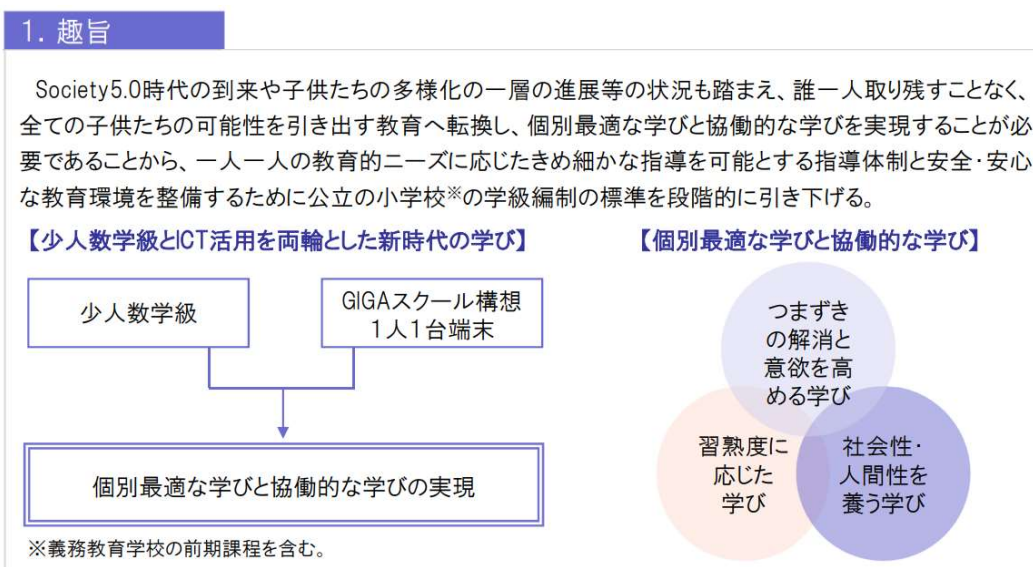 1. 趣旨
Society5.0時代の到来や子供たちの多様化の一層の進展等の状況も踏まえ、誰一人取り残すことなく、
全ての子供たちの可能性を引き出す教育へ転換し、個別最適な学びと協働的な学びを実現することが必
要であることから、一人一人の教育的ニーズに応じたきめ細かな指導を可能とする指導体制と安全・安心
な教育環境を整備するために公立の小学校※の学級編制の標準を段階的に引き下げる。
【少人数学級とICT活用を両輪とした新時代の学び】
少人数学級
GIGAスクール構想
1人1台端末
個別最適な学びと協働的な学びの実現
※義務教育学校の前期課程を含む。
【個別最適な学びと協働的な学び】
つまずき
の解消と
意欲を高
める学び
習熟度に
応じた
学び
社会性・
人間性を
養う学び